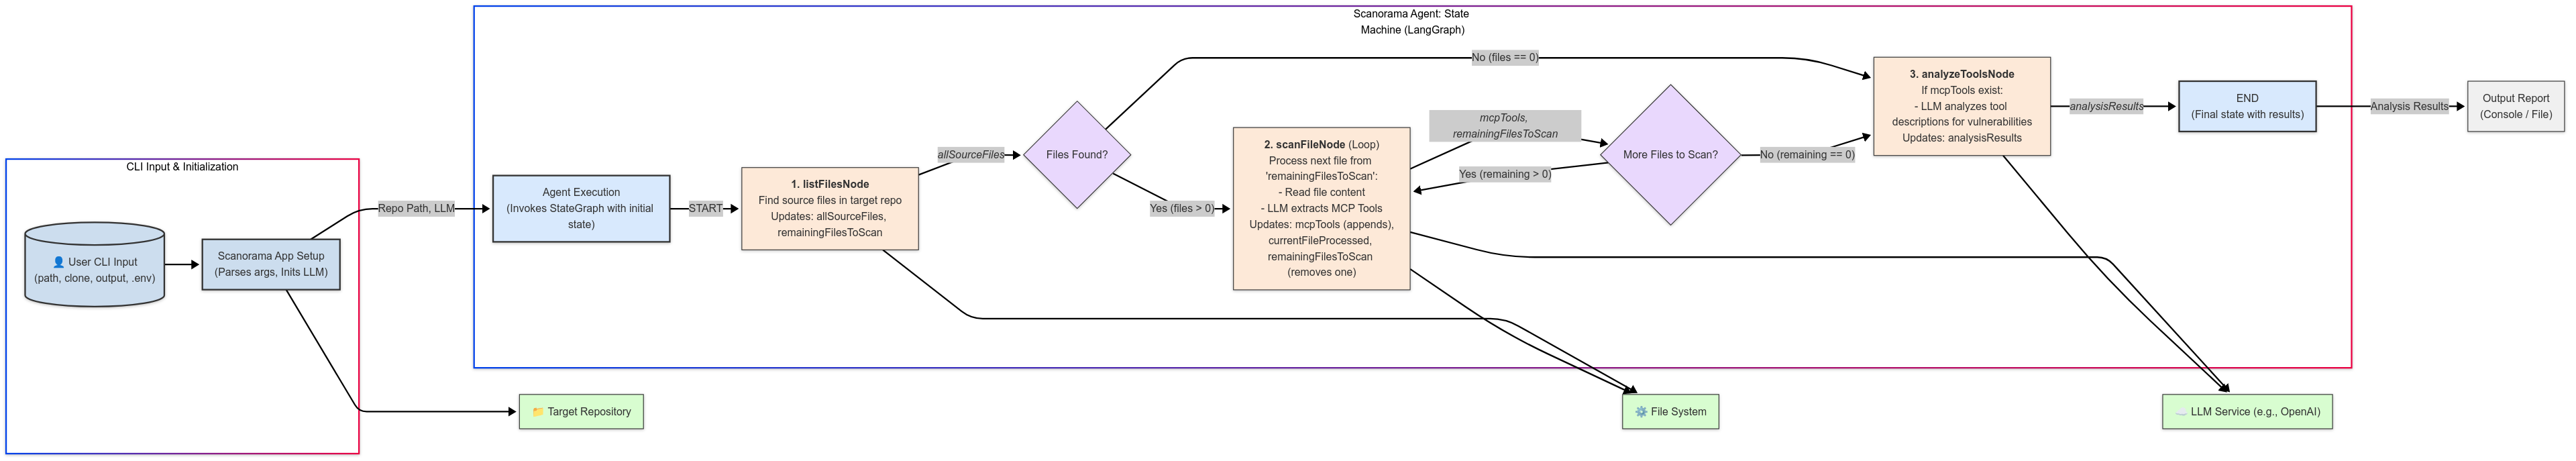 CLI Input & Initialization
👤 User CLI Input
(path, clone, output, .env)
Scanorama App Setup
(Parses args, Inits LLM)
Repo Path, LLM
📁 Target Repository
Scanorama Agent: State
Machine (LangGraph)
Agent Execution
(Invokes StateGraph with initial
state)
START
1. listFilesNode
Find source files in target repo
Updates: allSourceFiles,
remainingFilesToScan
allSourceFiles
Files Found?
No (files == 0)
Yes (files > 0)
2. scanFileNode (Loop)
Process next file from
'remainingFilesToScan':
- Read file content
- LLM extracts MCP Tools
Updates: mcpTools (appends),
currentFileProcessed,
remainingFilesToScan
(removes one)
mcpTools,
remainingFilesToScan
Yes (remaining > 0)
More Files to Scan?
No (remaining == 0)
3. analyzeToolsNode
If mcpTools exist:
- LLM analyzes tool
descriptions for vulnerabilities
Updates: analysisResults
analysisResults
END
(Final state with results)
Analysis Results
Output Report
(Console / File)
⚙️ File System
☁️ LLM Service (e.g., OpenAI)